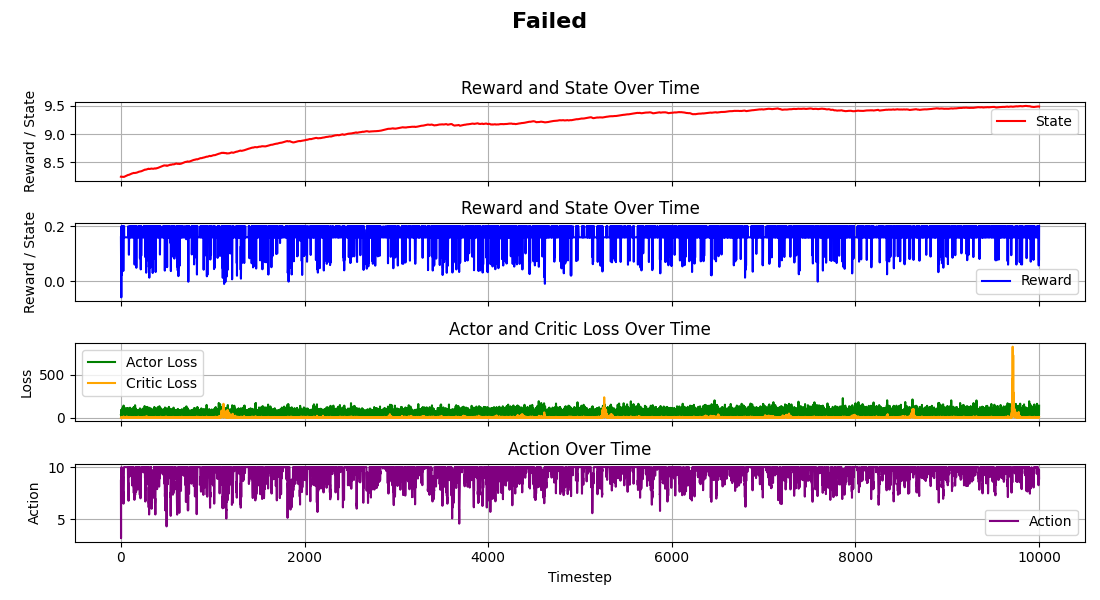 Failed
Reward and State Over Time
Reward / State
9.5
9.0
8.5
State
Reward and State Over Time
Reward / State
0.2
0.0
Reward
Actor and Critic Loss Over Time
Loss
500
0
Actor Loss
Critic Loss
Action Over Time
Action
10
5
Action
0 2000 4000 6000 8000 10000
Timestep